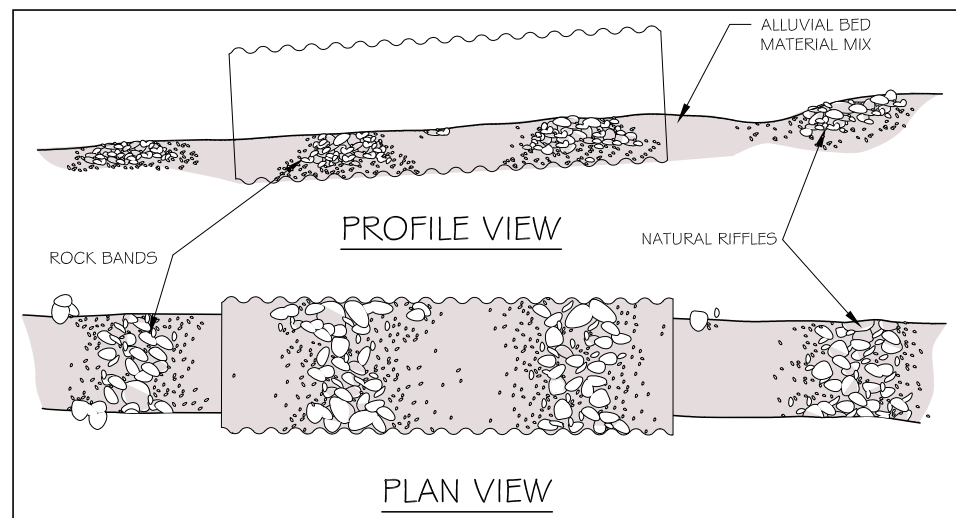 ALLUVIAL BED
MATERIAL MIX
PROFILE VIEW
NATURAL RIFFLES
ROCK BANDS
PLAN VIEW